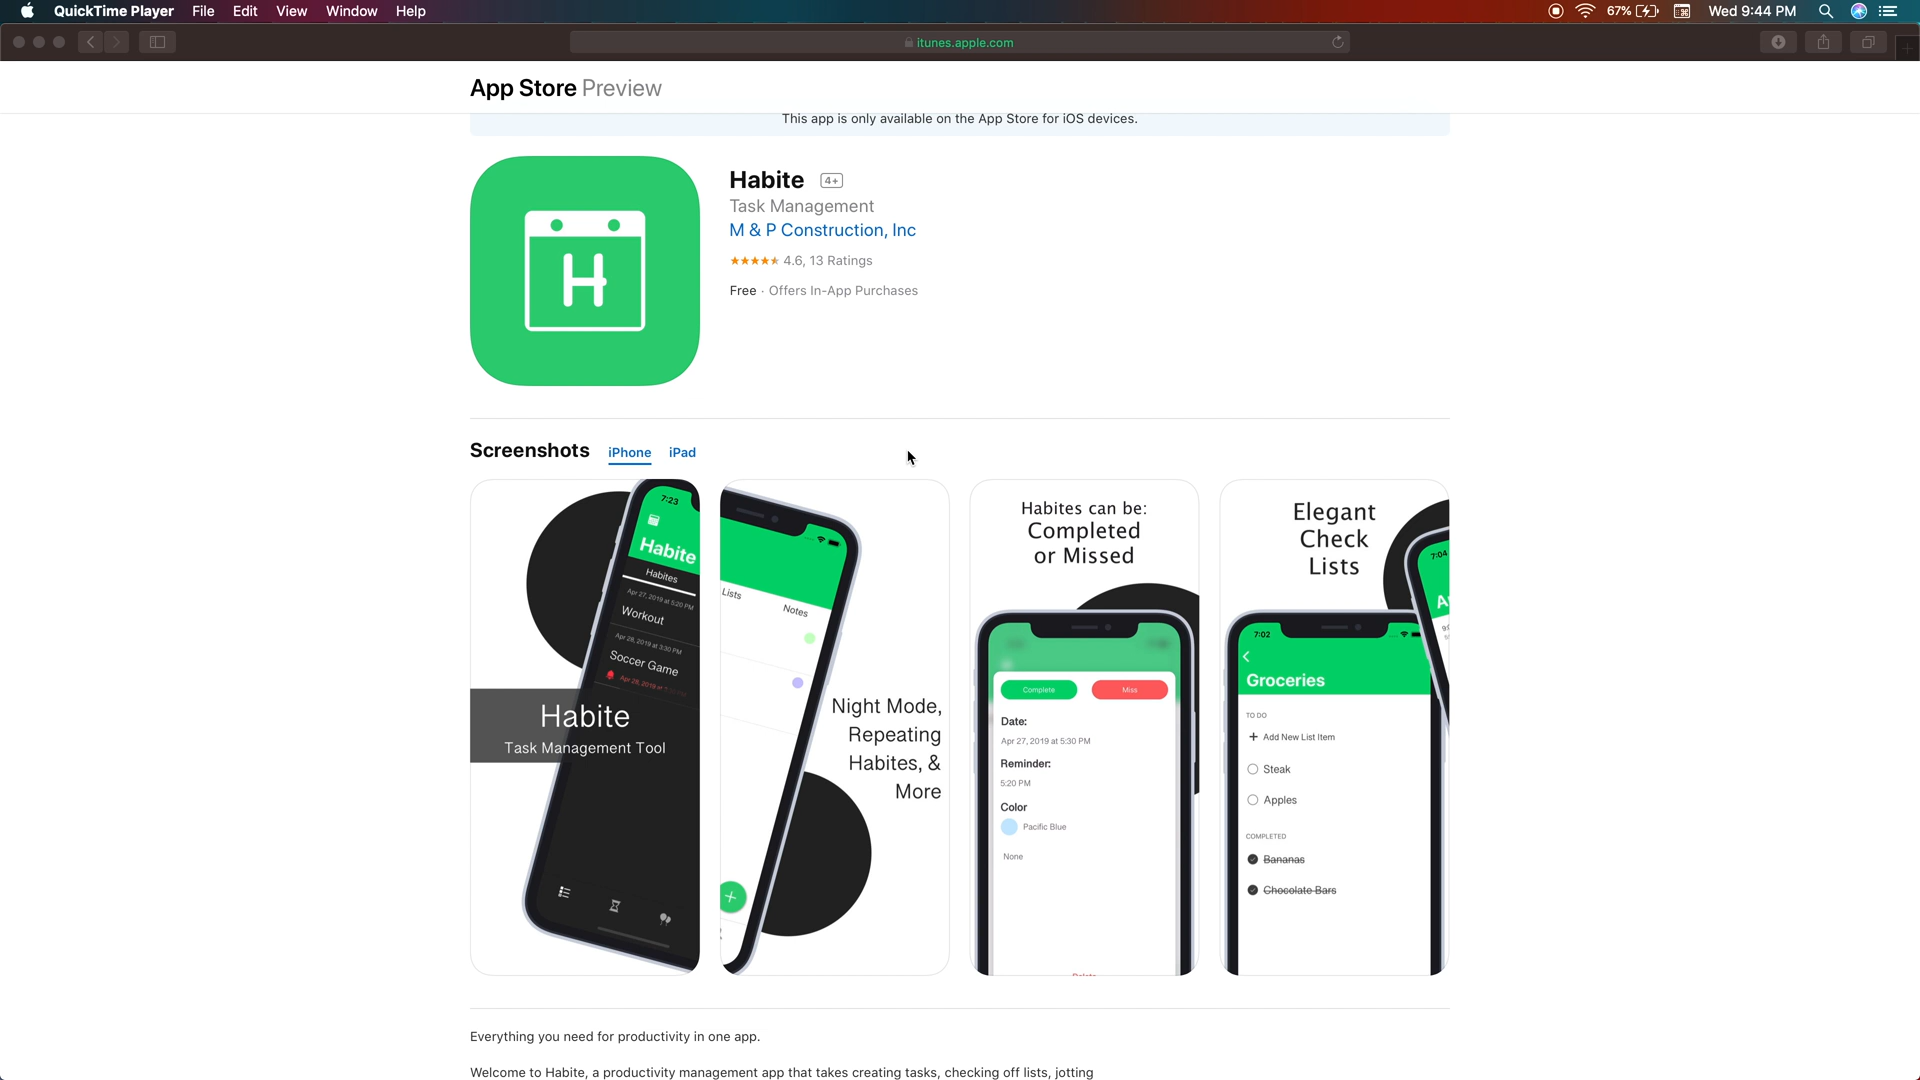 QuickTime Player File Edit View Window Help
67% Wed 9:44 PM
itunes.apple.com
App Store Preview
This app is only available on the App Store for iOS devices.
H
Habite 4+
Task Management
M & P Construction, Inc
4.6, 13 Ratings
Free · Offers In-App Purchases
Screenshots iPhone iPad
7:23
Habite
Habites
Apr 27, 2019 at 5:20 PM
Workout
Apr 28, 2019 at 3:30 PM
Soccer Game
Habite
Task Management Tool
Lists Notes
Night Mode,
Repeating
Habites, &
More
Habites can be:
Completed
or Missed
Complete Miss
Date:
Apr 27, 2019 at 5:30 PM
Reminder:
5:20 PM
Color
Pacific Blue
None
Elegant
Check
Lists
7:02
Groceries
TO DO
+ Add New List Item
Steak
Apples
COMPLETED
Bananas
Chocolate Bars
7:04
Everything you need for productivity in one app.
Welcome to Habite, a productivity management app that takes creating tasks, checking off lists, jotting